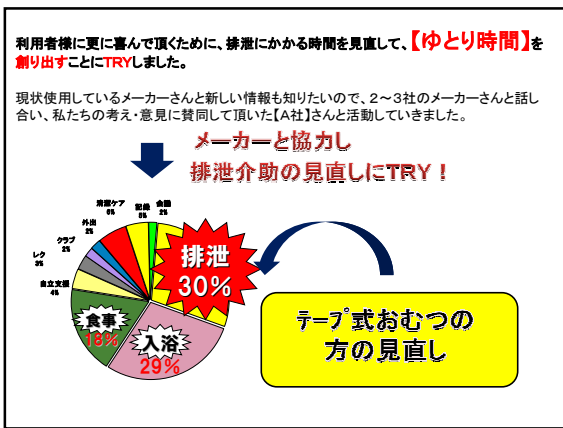 利用者様に更に喜んで頂くために、排泄にかかる時間を見直して、【ゆとり時間】を
創り出すことにTRYしました。
現状使用しているメーカーさんと新しい情報も知りたいので、２～３社のメーカーさんと話し
合い、私たちの考え・意見に賛同して頂いた【A社】さんと活動していきました。
メーカーと協力し
排泄介助の見直しにTRY！
清潔ケア
6%
記録
5%
会議
2%
外出
2%
クラブ
2%
レク
3%
自立支援
4%
排泄
30%
食事
18%
入浴
29%
テープ式おむつの
方の見直し